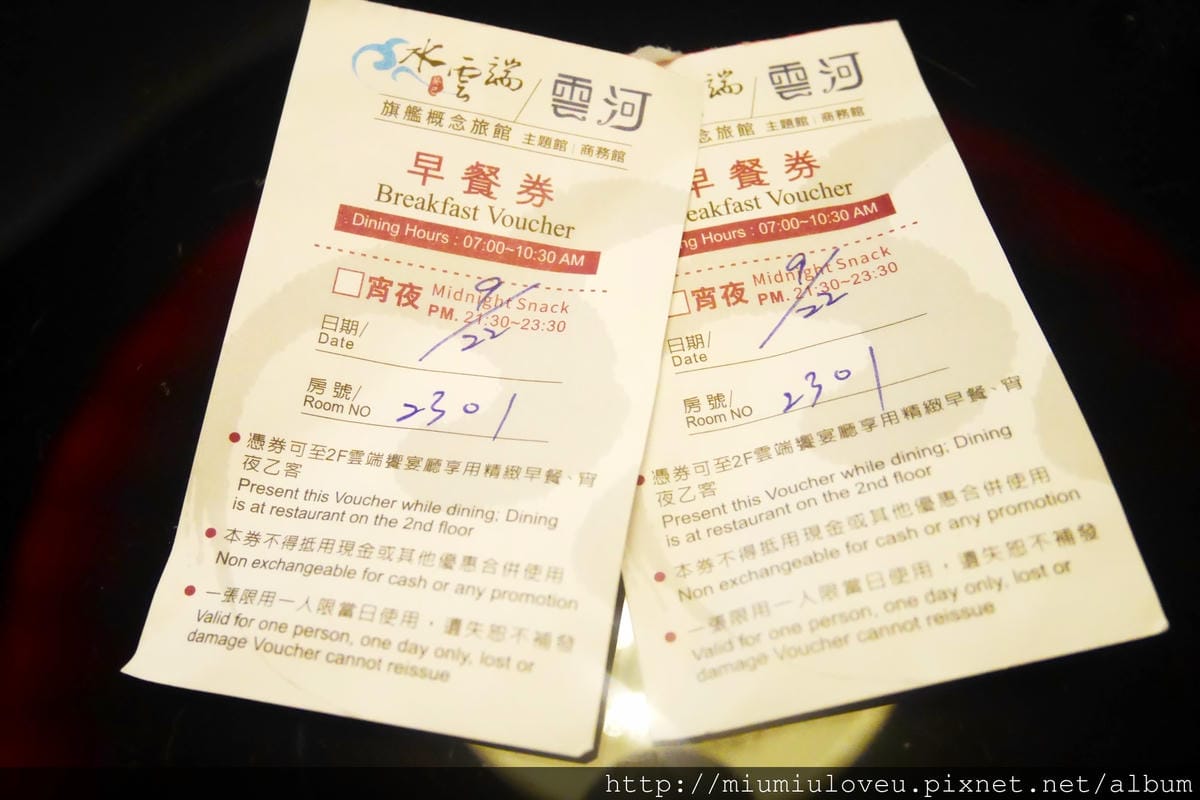 水雲端 / 雲河
旗艦概念旅館 主題館 | 商務館
早餐券
Breakfast Voucher
Dining Hours : 07:00~10:30 AM
宵夜 Midnight Snack
PM. 21:30~23:30
9/22
日期/
Date
房號/
Room NO 2301
憑券可至2F雲端饗宴廳享用精緻早餐、宵
夜乙客
Present this Voucher while dining; Dining
is at restaurant on the 2nd floor
本券不得抵用現金或其他優惠合併使用
Non exchangeable for cash or any promotion
一張限用一人限當日使用，遺失恕不補發
Valid for one person, one day only, lost or
damage Voucher cannot reissue
端 / 雲河
念旅館 主題館 | 商務館
早餐券
eakfast Voucher
ng Hours : 07:00~10:30 AM
宵夜 Midnight Snack
PM. 21:30~23:30
9/22
日期/
Date
房號/
Room NO 2301
憑券可至2F雲端饗宴廳享用精緻早餐、宵
夜乙客
Present this Voucher while dining; Dining
is at restaurant on the 2nd floor
本券不得抵用現金或其他優惠合併使用
Non exchangeable for cash or any promotion
一張限用一人限當日使用，遺失恕不補發
Valid for one person, one day only, lost or
damage Voucher cannot reissue
http://miumiuloveu.pixnet.net/album